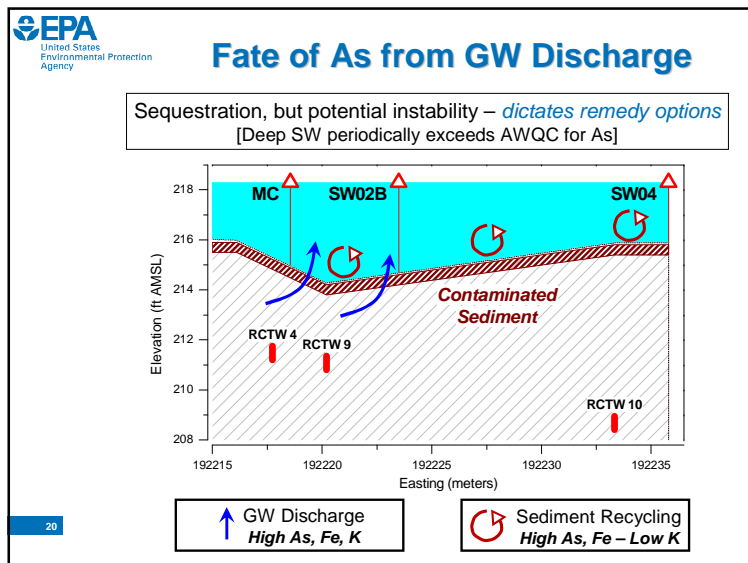 EPA
United States
Environmental Protection
Agency
Fate of As from GW Discharge
Sequestration, but potential instability – dictates remedy options
[Deep SW periodically exceeds AWQC for As]
MC
SW02B
SW04
218
216
214
212
210
208
Elevation (ft AMSL)
Contaminated
Sediment
RCTW 4
RCTW 9
RCTW 10
192215
192220
192225
192230
192235
Easting (meters)
GW Discharge
High As, Fe, K
Sediment Recycling
High As, Fe – Low K
20